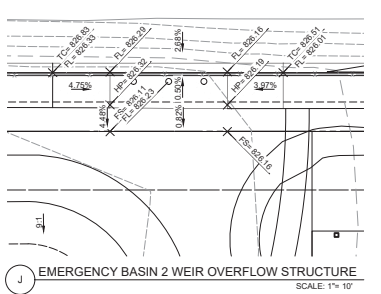 TC= 826.83
FL= 826.33
FL= 826.29
HP= 826.32
2.68%
FL= 826.16
HP= 826.19
TC= 826.51
FL= 826.01
4.75%
0.50%
3.97%
FS= 826.11
FL= 826.23
4.48%
0.82%
FS= 826.16
9:1
J
EMERGENCY BASIN 2 WEIR OVERFLOW STRUCTURE
SCALE: 1"= 10'